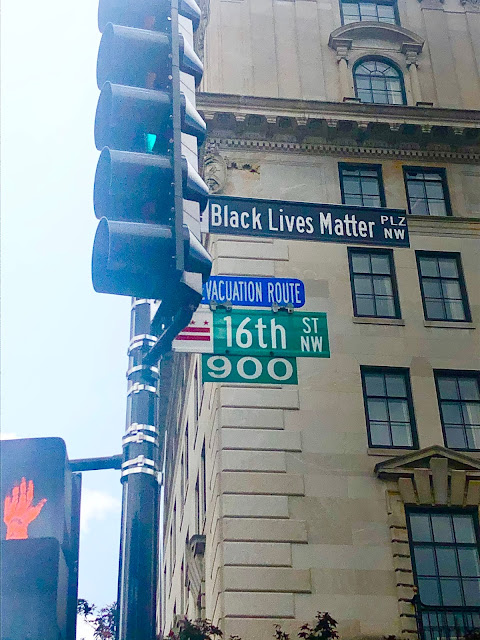 Black Lives Matter PLZ NW
EVACUATION ROUTE
16th ST NW
900